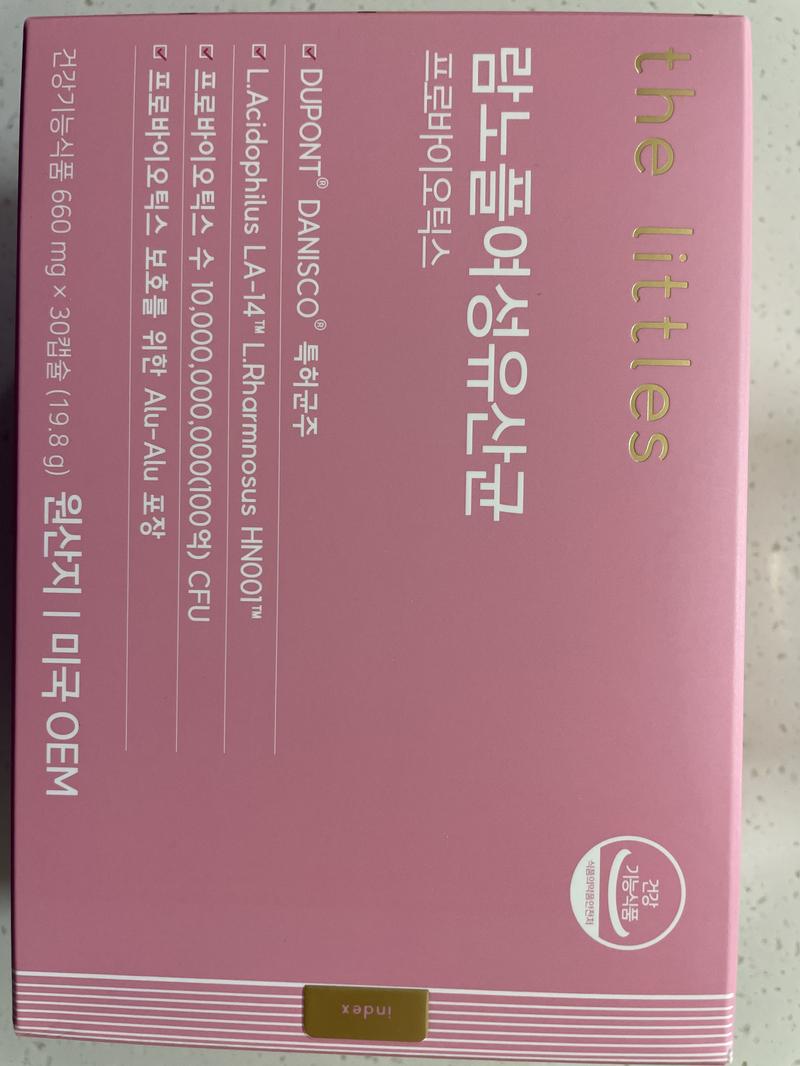 the littles
람노풀여성유산균
프로바이오틱스
DUPONT® DANISCO® 특허균주
L.Acidophilus LA-14™ L.Rharmnosus HN001™
프로바이오틱스 수 10,000,000,000(100억) CFU
프로바이오틱스 보호를 위한 Alu-Alu 포장
건강기능식품 660 mg × 30캡슐 (19.8 g) 원산지 | 미국 OEM
건강
기능식품
식품의약품안전처
index